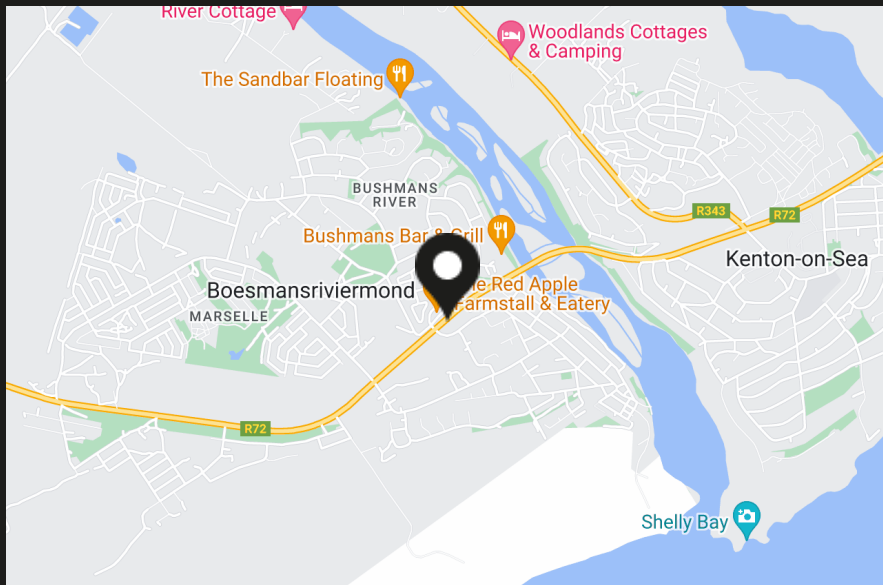 River Cottage
Woodlands Cottages
& Camping
The Sandbar Floating
BUSHMANS
RIVER
R343
R72
Bushmans Bar & Grill
Kenton-on-Sea
Boesmansriviermond
Red Apple
Farmstall & Eatery
MARSELLE
R72
Shelly Bay